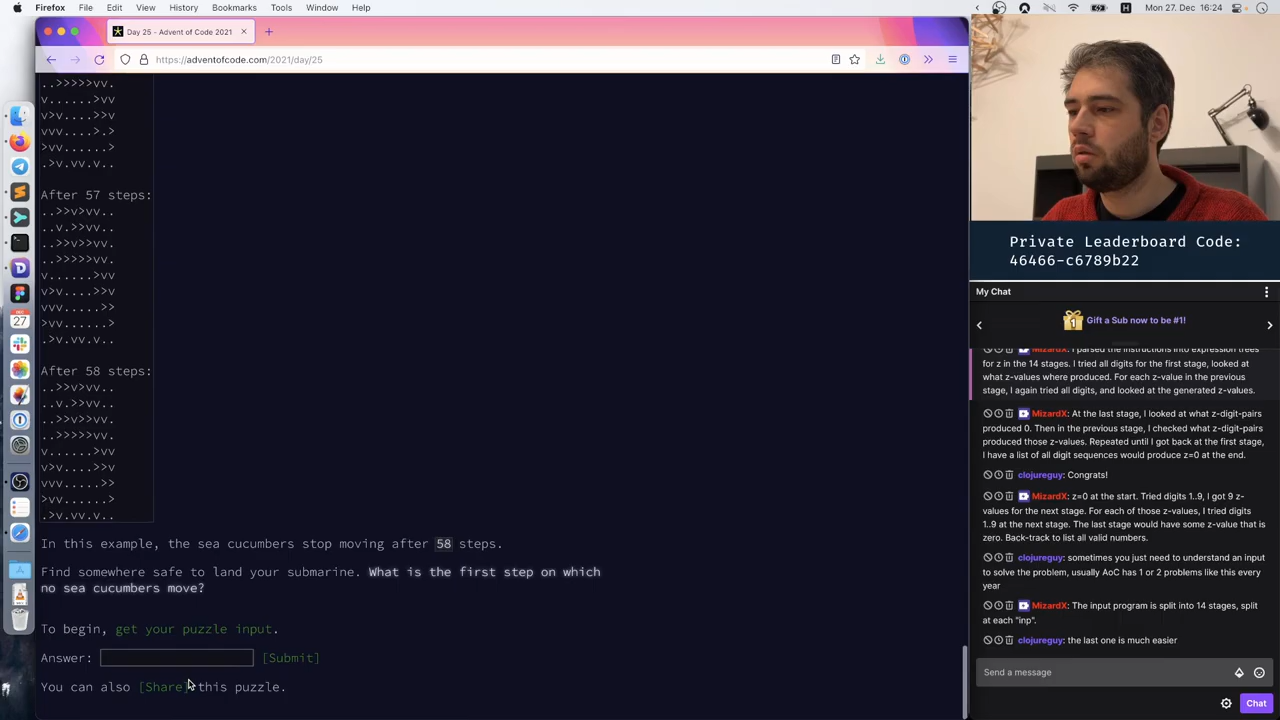 Firefox File Edit View History Bookmarks Tools Window Help
Mon 27. Dec 16:24
Day 25 - Advent of Code 2021
https://adventofcode.com/2021/day/25
..>>>>>vv.
v......>vv
v>v....>>v
vvv.....>.>
>vv......>
.>v.vv.v..
After 57 steps:
..>>v>vv..
..v.>>vv..
..>>v>>vv.
..>>>>>vv.
v......>vv
v>v....>>v
vvv.....>>
>vv......>
.>v.vv.v..
After 58 steps:
..>>v>vv..
..v.>>vv..
..>>v>>vv.
..>>>>>vv.
v......>vv
v>v....>>v
vvv.....>>
>vv......>
.>v.vv.v..
In this example, the sea cucumbers stop moving after 58 steps.
Find somewhere safe to land your submarine. What is the first step on which
no sea cucumbers move?
To begin, get your puzzle input.
Answer: [Submit]
You can also [Share] this puzzle.
Private Leaderboard Code:
46466-c6789b22
My Chat
Gift a Sub now to be #1!
MizardX: I parsed the instructions into expression trees
for z in the 14 stages. I tried all digits for the first stage, looked at
what z-values where produced. For each z-value in the previous
stage, I again tried all digits, and looked at the generated z-values.
MizardX: At the last stage, I looked at what z-digit-pairs
produced 0. Then in the previous stage, I checked what z-digit-pairs
produced those z-values. Repeated until I got back at the first stage,
I have a list of all digit sequences would produce z=0 at the end.
clojureguy: Congrats!
MizardX: z=0 at the start. Tried digits 1..9, I got 9 z-
values for the next stage. For each of those z-values, I tried digits
1..9 at the next stage. The last stage would have some z-value that is
zero. Back-track to list all valid numbers.
clojureguy: sometimes you just need to understand an input
to solve the problem, usually AoC has 1 or 2 problems like this every
year
MizardX: The input program is split into 14 stages, split
at each "inp".
clojureguy: the last one is much easier
Send a message
Chat